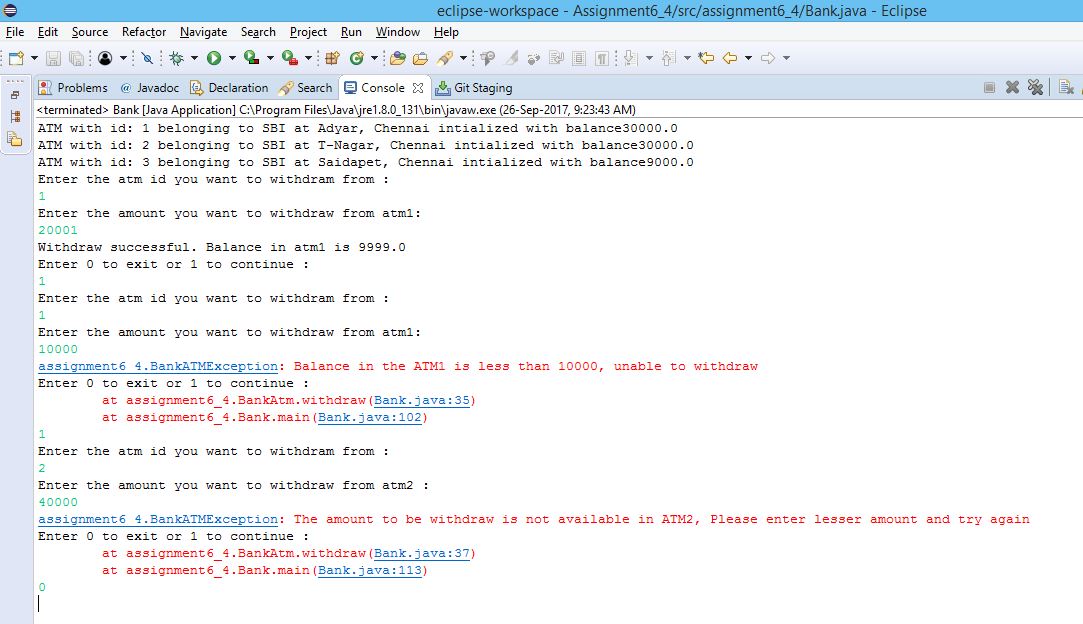 eclipse-workspace - Assignment6_4/src/assignment6_4/Bank.java - Eclipse
File Edit Source Refactor Navigate Search Project Run Window Help
Problems @ Javadoc Declaration Search Console Git Staging
<terminated> Bank [Java Application] C:\Program Files\Java\jre1.8.0_131\bin\javaw.exe (26-Sep-2017, 9:23:43 AM)
ATM with id: 1 belonging to SBI at Adyar, Chennai intialized with balance30000.0
ATM with id: 2 belonging to SBI at T-Nagar, Chennai intialized with balance30000.0
ATM with id: 3 belonging to SBI at Saidapet, Chennai intialized with balance9000.0
Enter the atm id you want to withdram from :
1
Enter the amount you want to withdraw from atm1:
20001
Withdraw successful. Balance in atm1 is 9999.0
Enter 0 to exit or 1 to continue :
1
Enter the atm id you want to withdram from :
1
Enter the amount you want to withdraw from atm1:
10000
assignment6_4.BankATMException: Balance in the ATM1 is less than 10000, unable to withdraw
Enter 0 to exit or 1 to continue :
at assignment6_4.BankAtm.withdraw(Bank.java:35)
at assignment6_4.Bank.main(Bank.java:102)
1
Enter the atm id you want to withdram from :
2
Enter the amount you want to withdraw from atm2 :
40000
assignment6_4.BankATMException: The amount to be withdraw is not available in ATM2, Please enter lesser amount and try again
Enter 0 to exit or 1 to continue :
at assignment6_4.BankAtm.withdraw(Bank.java:37)
at assignment6_4.Bank.main(Bank.java:113)
0